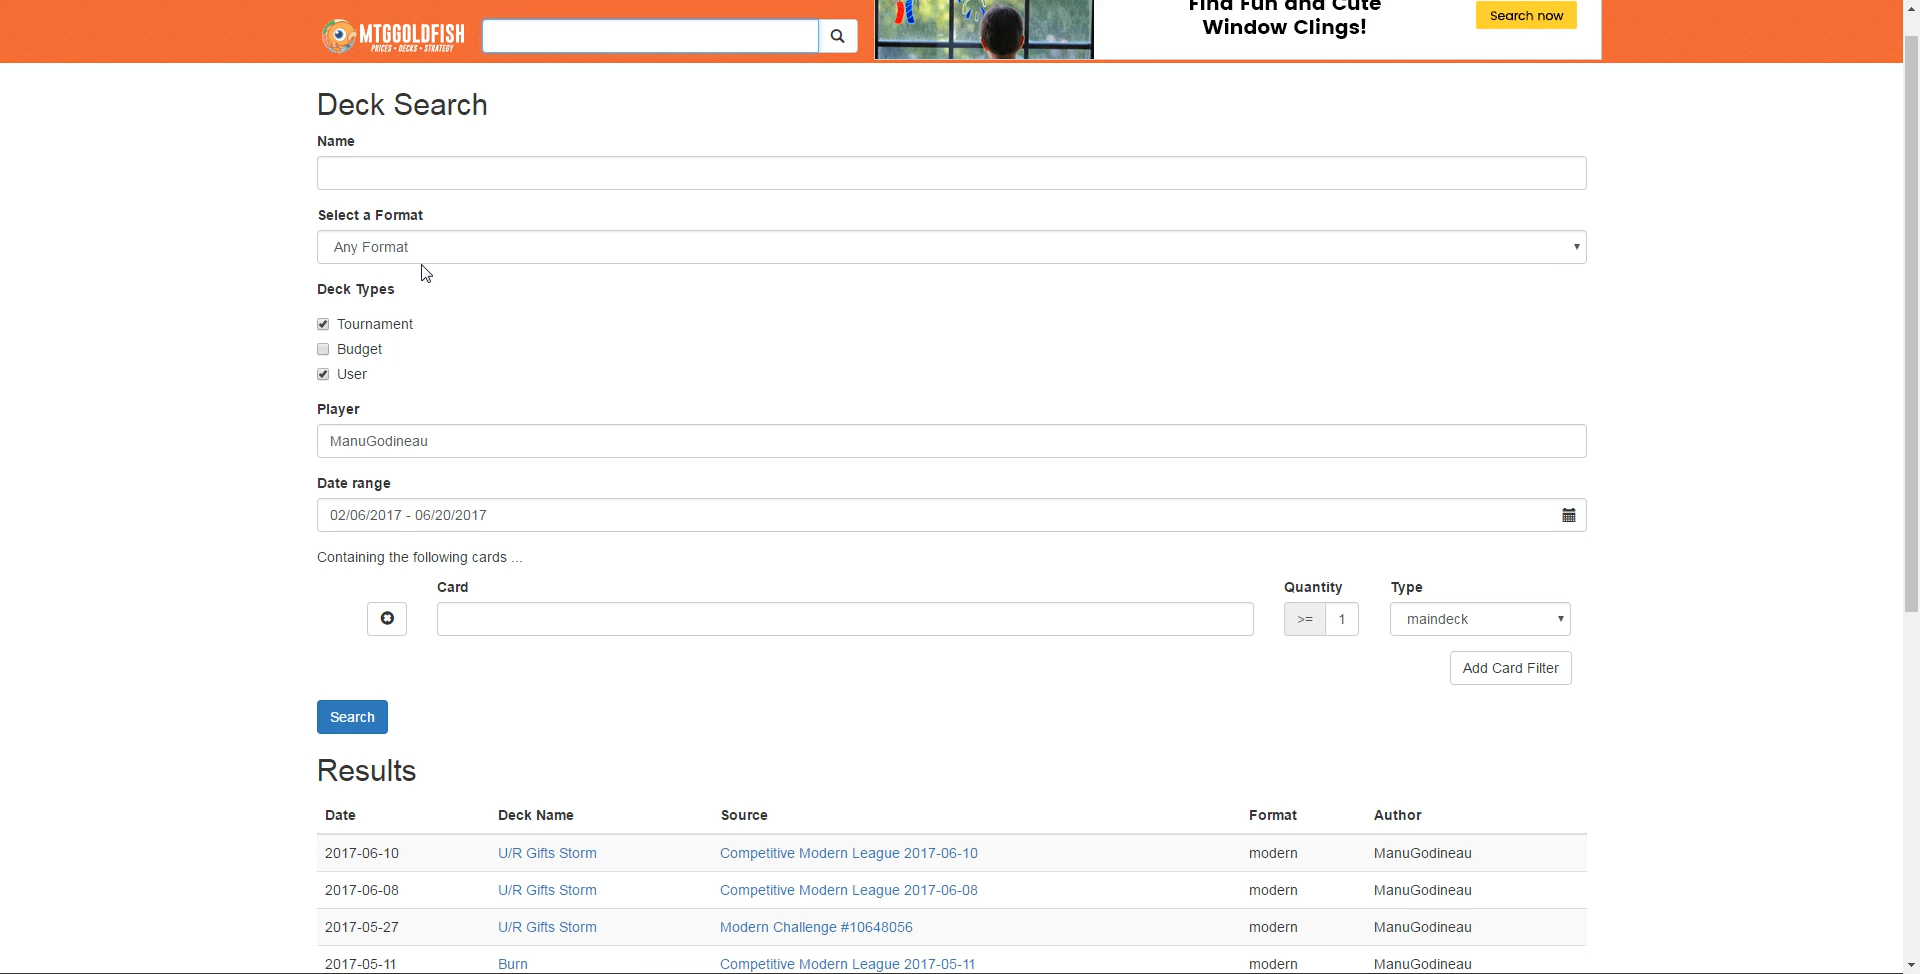 MTGGOLDFISH
PRICES • DECKS • STRATEGY
Find Fun and Cute
Window Clings!
Search now
Deck Search
Name
Select a Format
Any Format
Deck Types
Tournament
Budget
User
Player
ManuGodineau
Date range
02/06/2017 - 06/20/2017
Containing the following cards ...
Card Quantity Type
>= 1 maindeck
Add Card Filter
Search
Results
Date Deck Name Source Format Author
2017-06-10 U/R Gifts Storm Competitive Modern League 2017-06-10 modern ManuGodineau
2017-06-08 U/R Gifts Storm Competitive Modern League 2017-06-08 modern ManuGodineau
2017-05-27 U/R Gifts Storm Modern Challenge #10648056 modern ManuGodineau
2017-05-11 Burn Competitive Modern League 2017-05-11 modern ManuGodineau